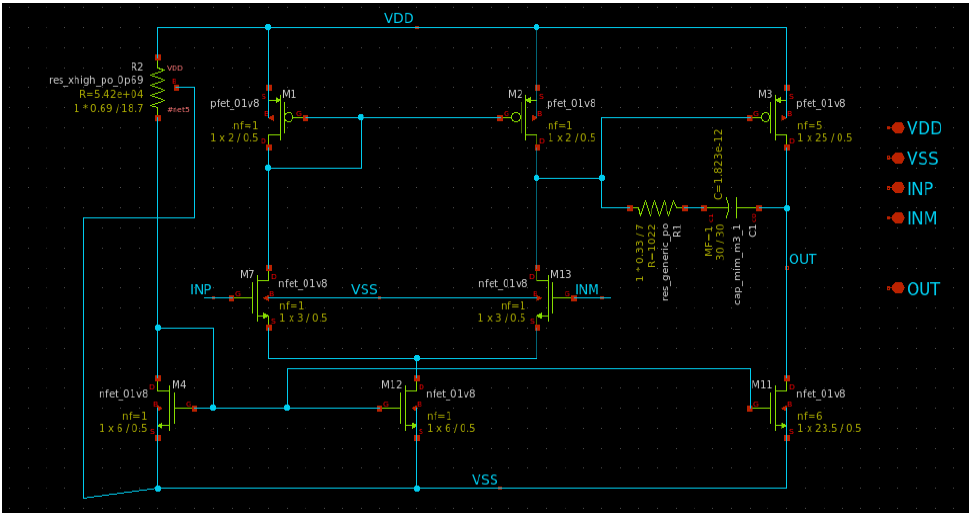 VDD
R2
VDD
res_xhigh_po_0p69
R=5.42e+04
1 * 0.69 / 18.7
#net5
B
M1
pfet_01v8
nf=1
1 x 2 / 0.5
S
G
B
D
M2
pfet_01v8
nf=1
1 x 2 / 0.5
S
G
B
D
M3
pfet_01v8
nf=5
1 x 25 / 0.5
S
G
B
D
VDD
VSS
INP
INM
OUT
C=1.823e-12
MF=1
30 / 30
cap_mim_m3_1
C1
1 * 0.33 / 7
R=1022
res_generic_po
R1
OUT
M7
nfet_01v8
INP
VSS
nf=1
1 x 3 / 0.5
D
G
B
S
M13
nfet_01v8
INM
nf=1
1 x 3 / 0.5
D
G
B
S
M4
nfet_01v8
nf=1
1 x 6 / 0.5
D
G
B
S
M12
nfet_01v8
nf=1
1 x 6 / 0.5
D
G
B
S
M11
nfet_01v8
nf=6
1 x 23.5 / 0.5
D
G
B
S
VSS